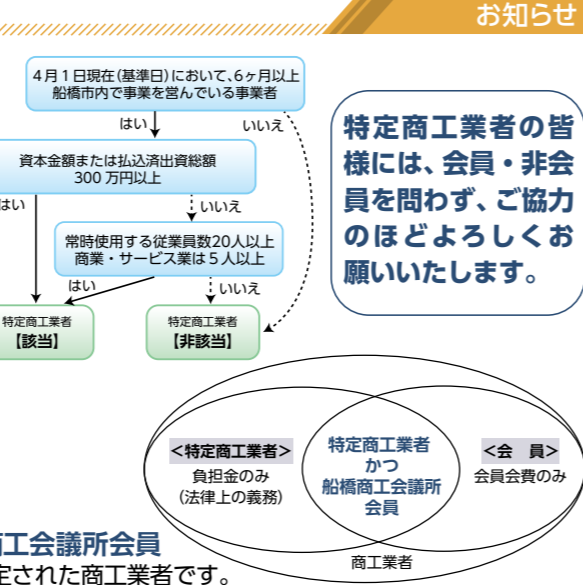 お知らせ
4月1日現在(基準日)において、6ヶ月以上
船橋市内で事業を営んでいる事業者
はい
いいえ
資本金額または払込済出資総額
300 万円以上
はい
いいえ
常時使用する従業員数20人以上
商業・サービス業は5人以上
はい
いいえ
特定商工業者
【該当】
特定商工業者
【非該当】
特定商工業者の皆
様には、会員・非会
員を問わず、ご協力
のほどよろしくお
願いいたします。
<特定商工業者>
負担金のみ
(法律上の義務)
特定商工業者
かつ
船橋商工会議所
会員
<会　員>
会員会費のみ
商工業者
工会議所会員
定された商工業者です。